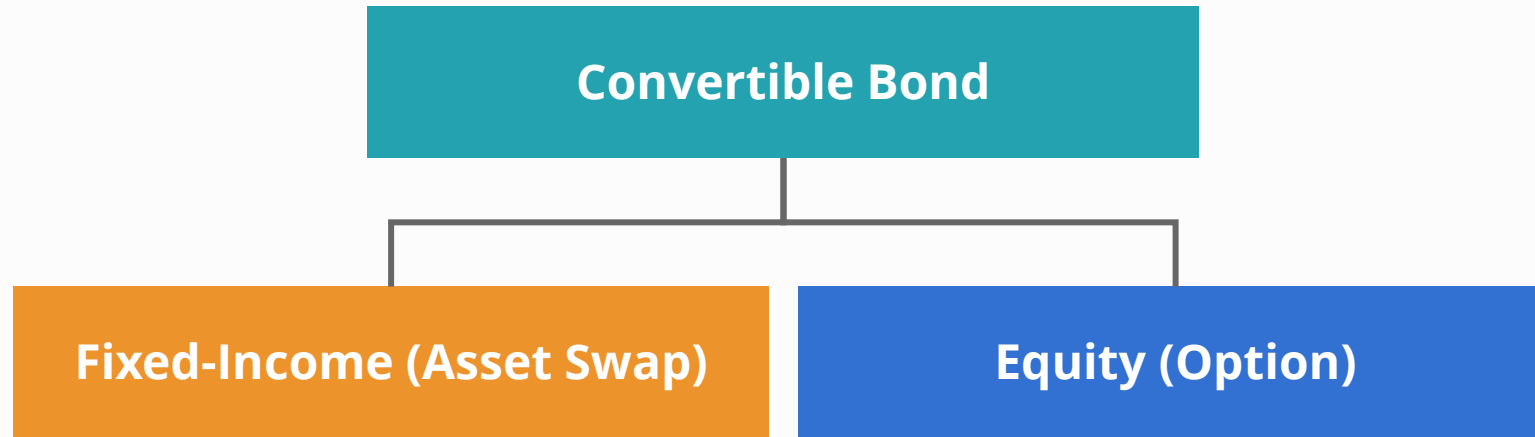 Convertible Bond
Fixed-Income (Asset Swap)
Equity (Option)